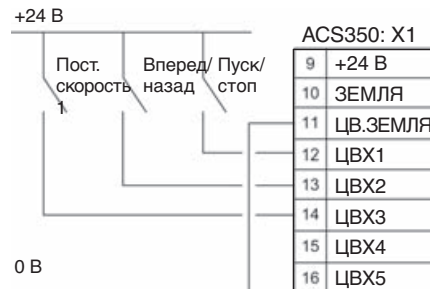 +24 В
Пост.
скорость
1
Вперед/
назад
Пуск/
стоп
0 В
ACS350: X1
9 +24 В
10 ЗЕМЛЯ
11 ЦВ.ЗЕМЛЯ
12 ЦВХ1
13 ЦВХ2
14 ЦВХ3
15 ЦВХ4
16 ЦВХ5